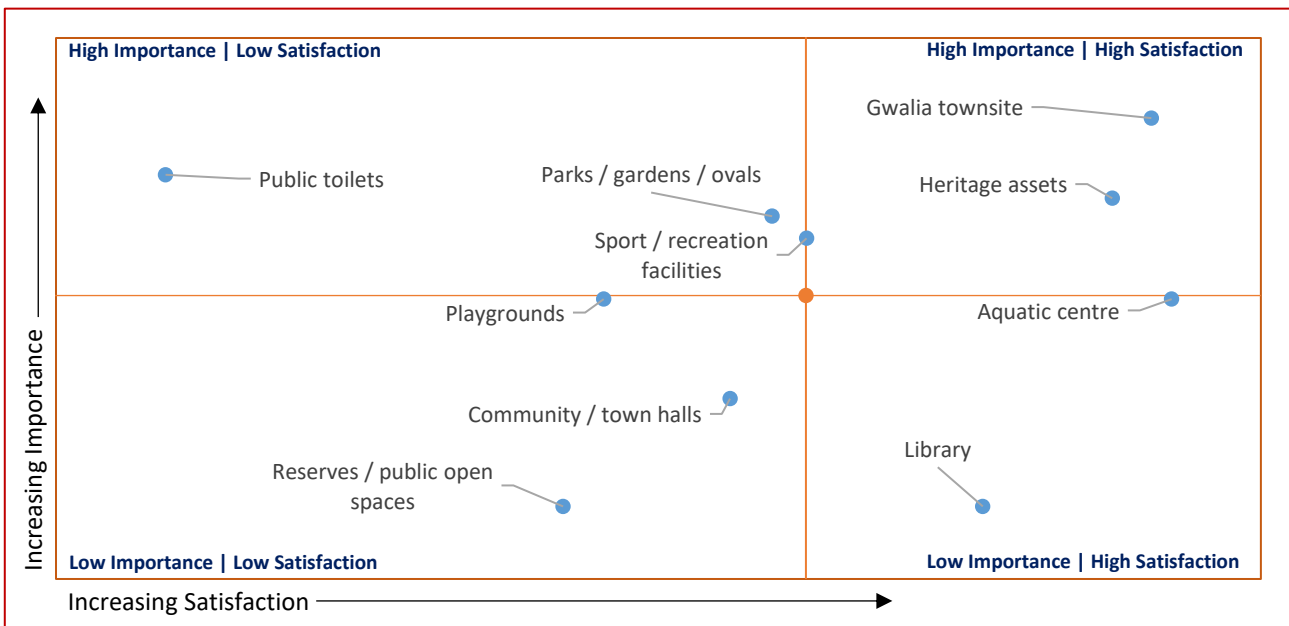 High Importance | Low Satisfaction
High Importance | High Satisfaction
Gwalia townsite
Public toilets
Parks / gardens / ovals
Heritage assets
Sport / recreation
facilities
Playgrounds
Aquatic centre
Community / town halls
Library
Reserves / public open
spaces
Low Importance | Low Satisfaction
Low Importance | High Satisfaction
Increasing Importance
Increasing Satisfaction